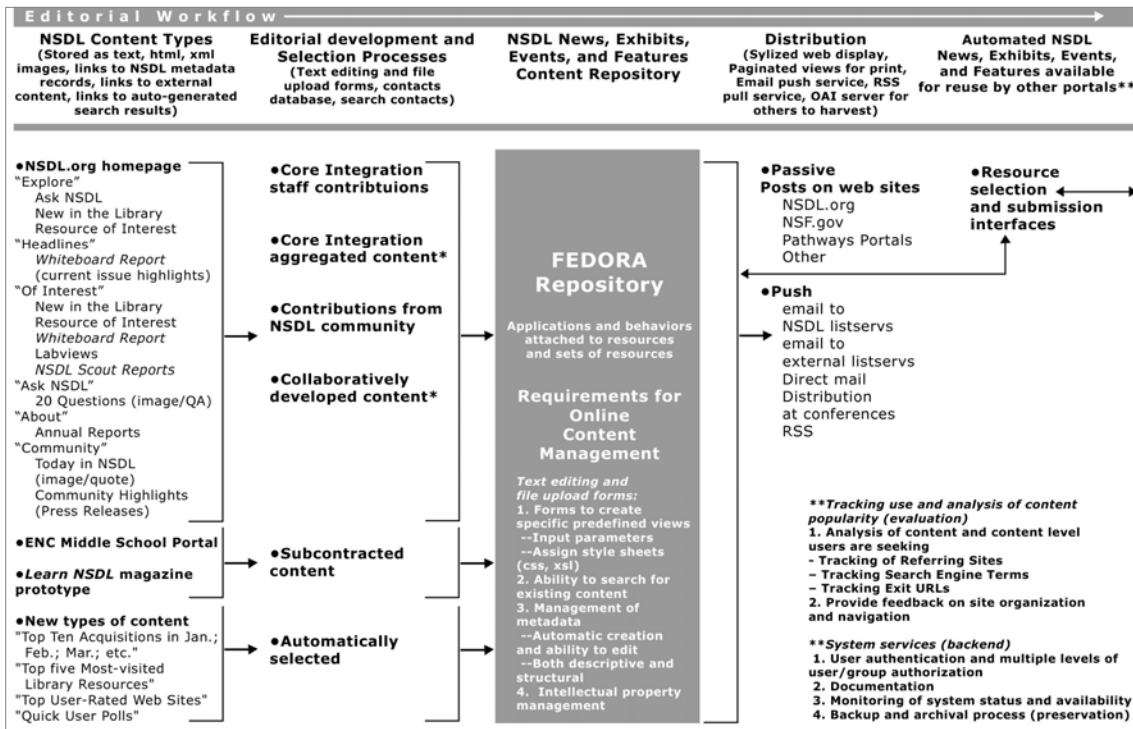 Editorial Workflow
NSDL Content Types
(Stored as text, html, xml
images, links to NSDL metadata
records, links to external
content, links to auto-generated
search results)
Editorial development and
Selection Processes
(Text editing and file
upload forms, contacts
database, search contacts)
NSDL News, Exhibits,
Events, and Features
Content Repository
Distribution
(Sylized web display,
Paginated views for print,
Email push service, RSS
pull service, OAI server for
others to harvest)
Automated NSDL
News, Exhibits, Events,
and Features available
for reuse by other portals**
●NSDL.org homepage
"Explore"
Ask NSDL
New in the Library
Resource of Interest
"Headlines"
Whiteboard Report
(current issue highlights)
"Of Interest"
New in the Library
Resource of Interest
Whiteboard Report
Labviews
NSDL Scout Reports
"Ask NSDL"
20 Questions (image/QA)
"About"
Annual Reports
"Community"
Today in NSDL
(image/quote)
Community Highlights
(Press Releases)
●ENC Middle School Portal
●Learn NSDL magazine
prototype
●New types of content
"Top Ten Acquisitions in Jan.;
Feb.; Mar.; etc."
"Top five Most-visited
Library Resources"
"Top User-Rated Web Sites"
"Quick User Polls"
●Core Integration
staff contribtuions
●Core Integration
aggregated content*
●Contributions from
NSDL community
●Collaboratively
developed content*
●Subcontracted
content
●Automatically
selected
FEDORA
Repository
Applications and behaviors
attached to resources
and sets of resources
Requirements for
Online
Content
Management
Text editing and
file upload forms:
1. Forms to create
specific predefined views
--Input parameters
--Assign style sheets
(css, xsl)
2. Ability to search for
existing content
3. Management of
metadata
--Automatic creation
and ability to edit
--Both descriptive and
structural
4. Intellectual property
management
●Passive
Posts on web sites
NSDL.org
NSF.gov
Pathways Portals
Other
●Push
email to
NSDL listservs
email to
external listservs
Direct mail
Distribution
at conferences
RSS
●Resource
selection
and submission
interfaces
**Tracking use and analysis of content
popularity (evaluation)
1. Analysis of content and content level
users are seeking
- Tracking of Referring Sites
– Tracking Search Engine Terms
– Tracking Exit URLs
2. Provide feedback on site organization
and navigation
**System services (backend)
1. User authentication and multiple levels of
user/group authorization
2. Documentation
3. Monitoring of system status and availability
4. Backup and archival process (preservation)